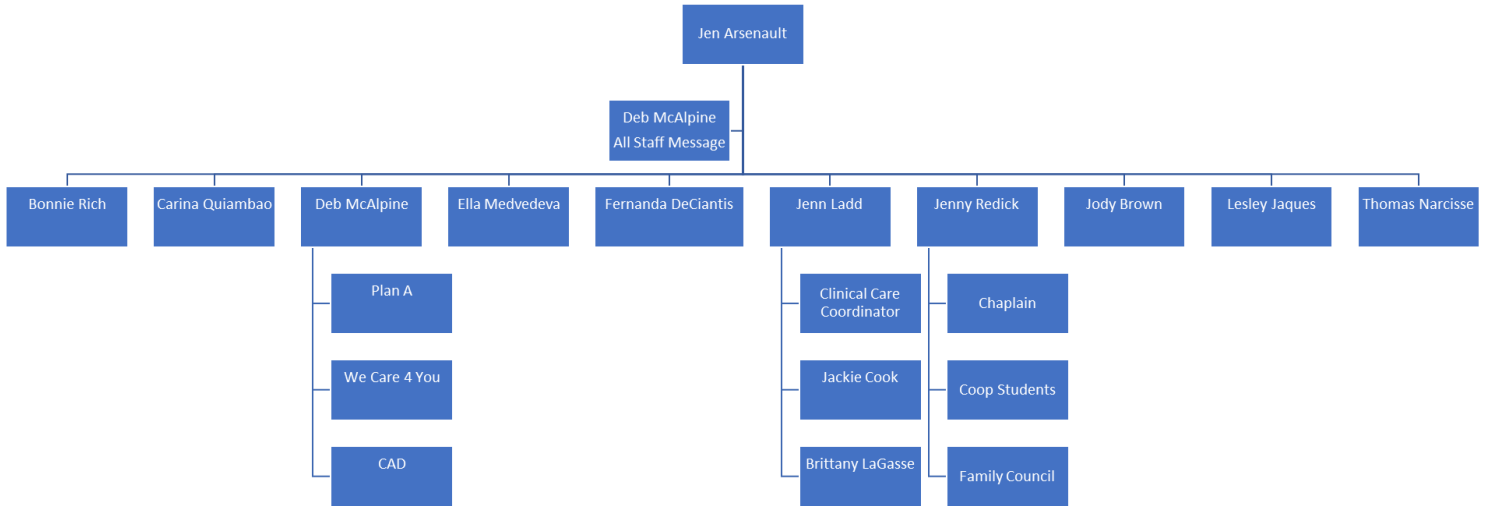 Jen Arsenault
Deb McAlpine
All Staff Message
Bonnie Rich
Carina Quiambao
Deb McAlpine
Ella Medvedeva
Fernanda DeCiantis
Jenn Ladd
Jenny Redick
Jody Brown
Lesley Jaques
Thomas Narcisse
Plan A
We Care 4 You
CAD
Clinical Care
Coordinator
Jackie Cook
Brittany LaGasse
Chaplain
Coop Students
Family Council